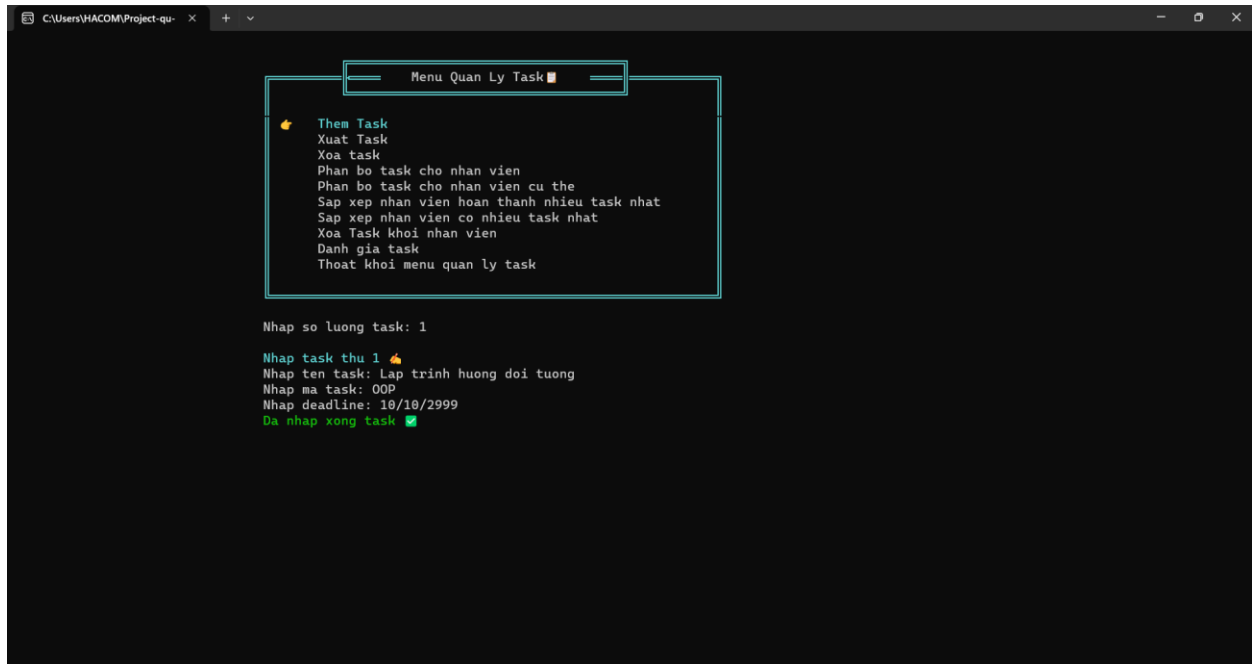 C:\Users\HACOM\Project-qu-
Menu Quan Ly Task📋
👉 Them Task
Xuat Task
Xoa task
Phan bo task cho nhan vien
Phan bo task cho nhan vien cu the
Sap xep nhan vien hoan thanh nhieu task nhat
Sap xep nhan vien co nhieu task nhat
Xoa Task khoi nhan vien
Danh gia task
Thoat khoi menu quan ly task
Nhap so luong task: 1
Nhap task thu 1 ✍
Nhap ten task: Lap trinh huong doi tuong
Nhap ma task: OOP
Nhap deadline: 10/10/2999
Da nhap xong task ✅